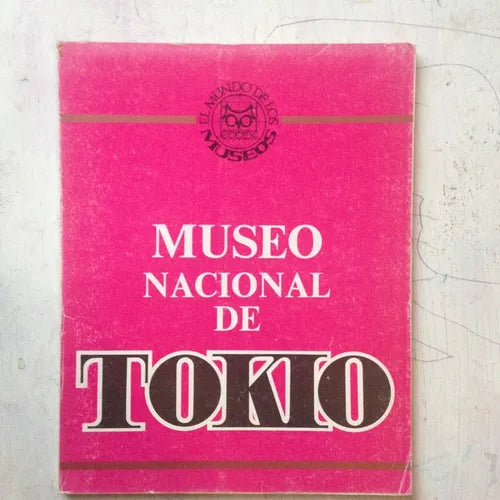 EL MUNDO DE LOS
MUSEOS
MUSEO
NACIONAL
DE
TOKIO